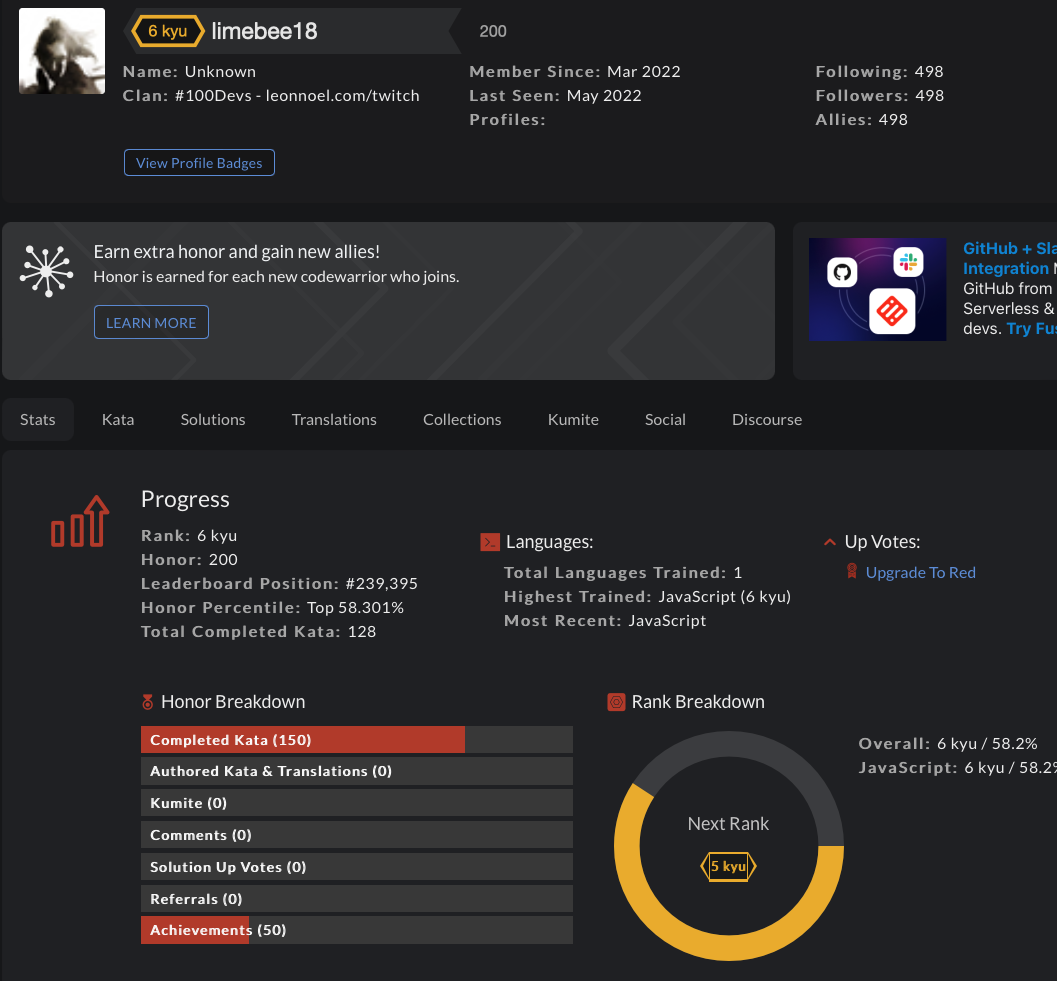 6 kyu limebee18 200
Name: Unknown
Clan: #100Devs - leonnoel.com/twitch
Member Since: Mar 2022
Last Seen: May 2022
Profiles:
Following: 498
Followers: 498
Allies: 498
View Profile Badges
Earn extra honor and gain new allies!
Honor is earned for each new codewarrior who joins.
LEARN MORE
GitHub + Sla
Integration
GitHub from
Serverless &
devs. Try Fus
Stats Kata Solutions Translations Collections Kumite Social Discourse
Progress
Rank: 6 kyu
Honor: 200
Leaderboard Position: #239,395
Honor Percentile: Top 58.301%
Total Completed Kata: 128
Languages:
Total Languages Trained: 1
Highest Trained: JavaScript (6 kyu)
Most Recent: JavaScript
Up Votes:
Upgrade To Red
Honor Breakdown
Completed Kata (150)
Authored Kata & Translations (0)
Kumite (0)
Comments (0)
Solution Up Votes (0)
Referrals (0)
Achievements (50)
Rank Breakdown
Next Rank
5 kyu
Overall: 6 kyu / 58.2%
JavaScript: 6 kyu / 58.2%